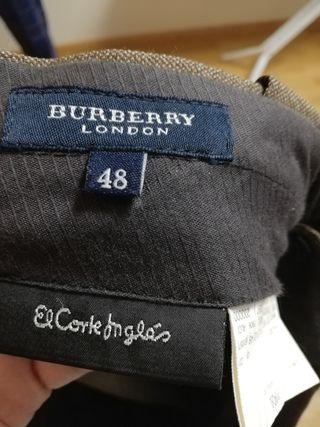 BURBERRY
LONDON
48
El Corte Inglés